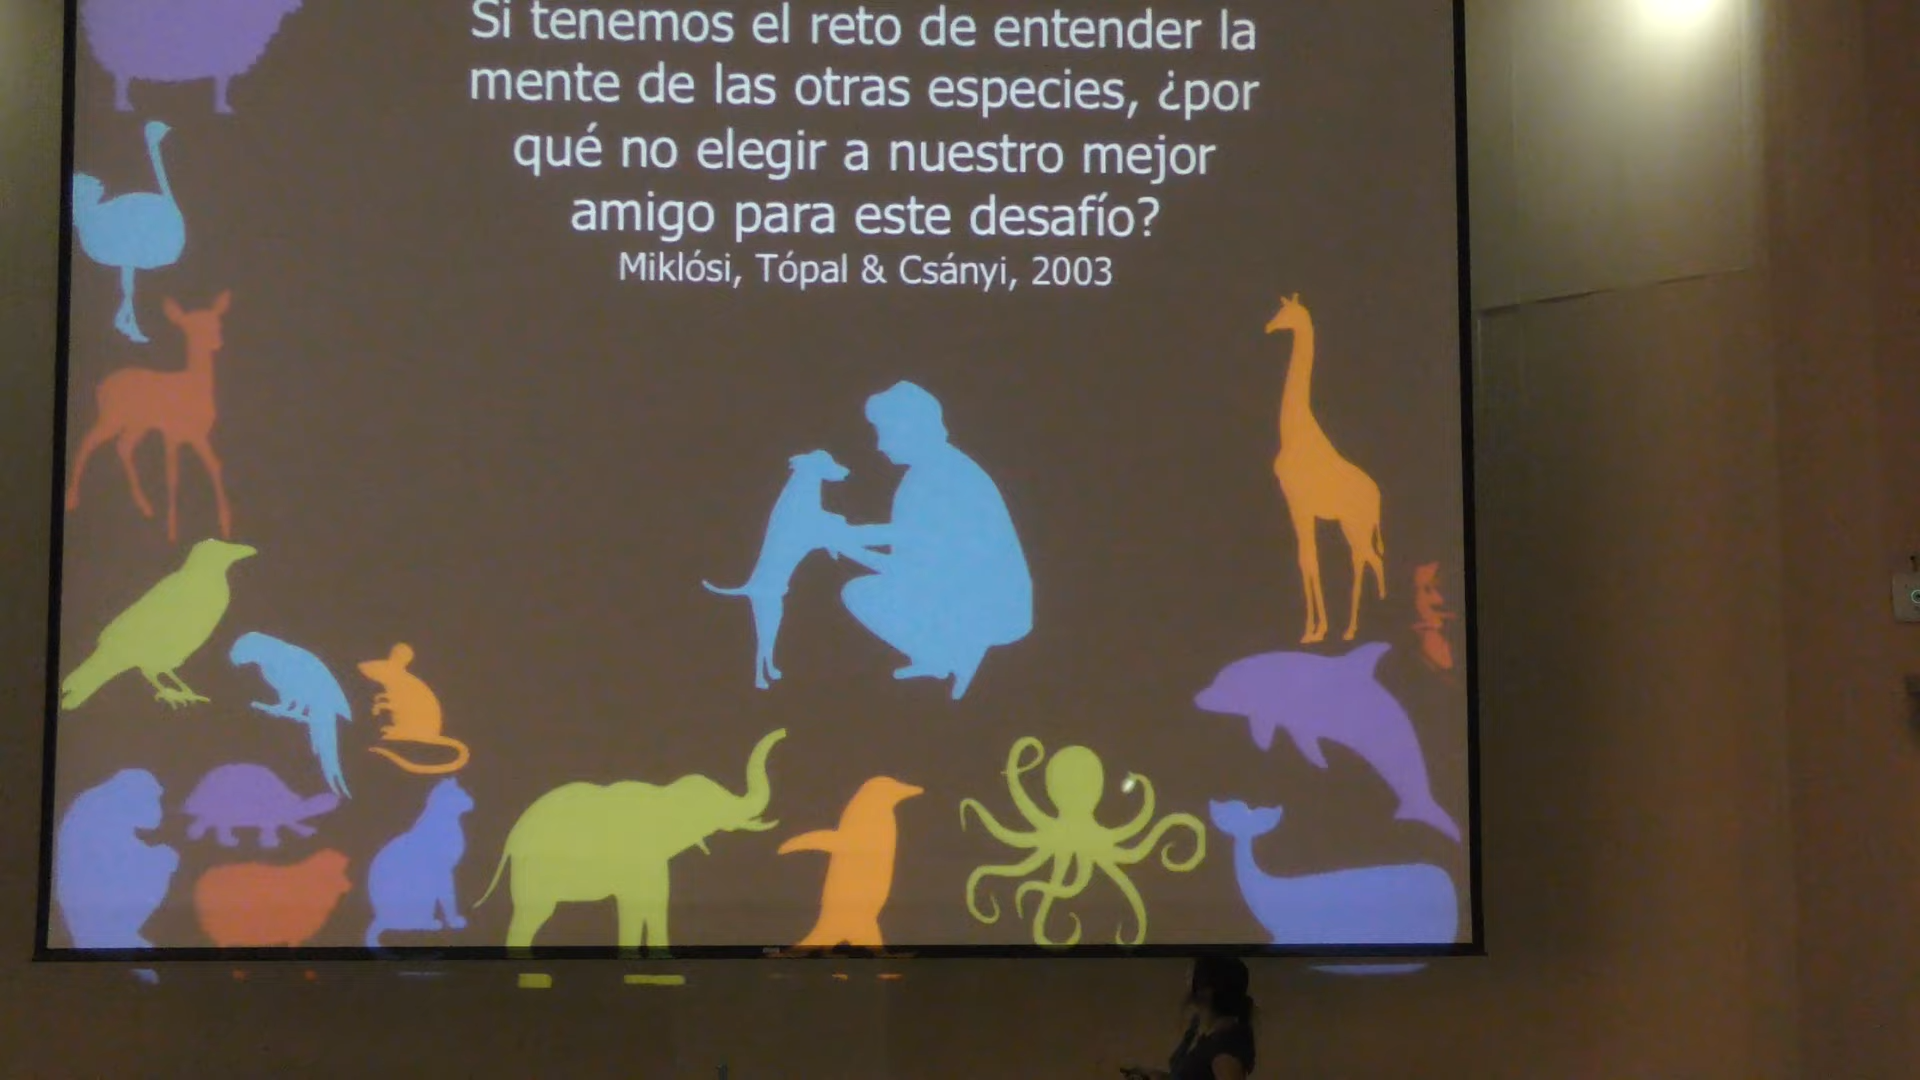 Si tenemos el reto de entender la
mente de las otras especies, ¿por
qué no elegir a nuestro mejor
amigo para este desafío?
Miklósi, Tópal & Csányi, 2003